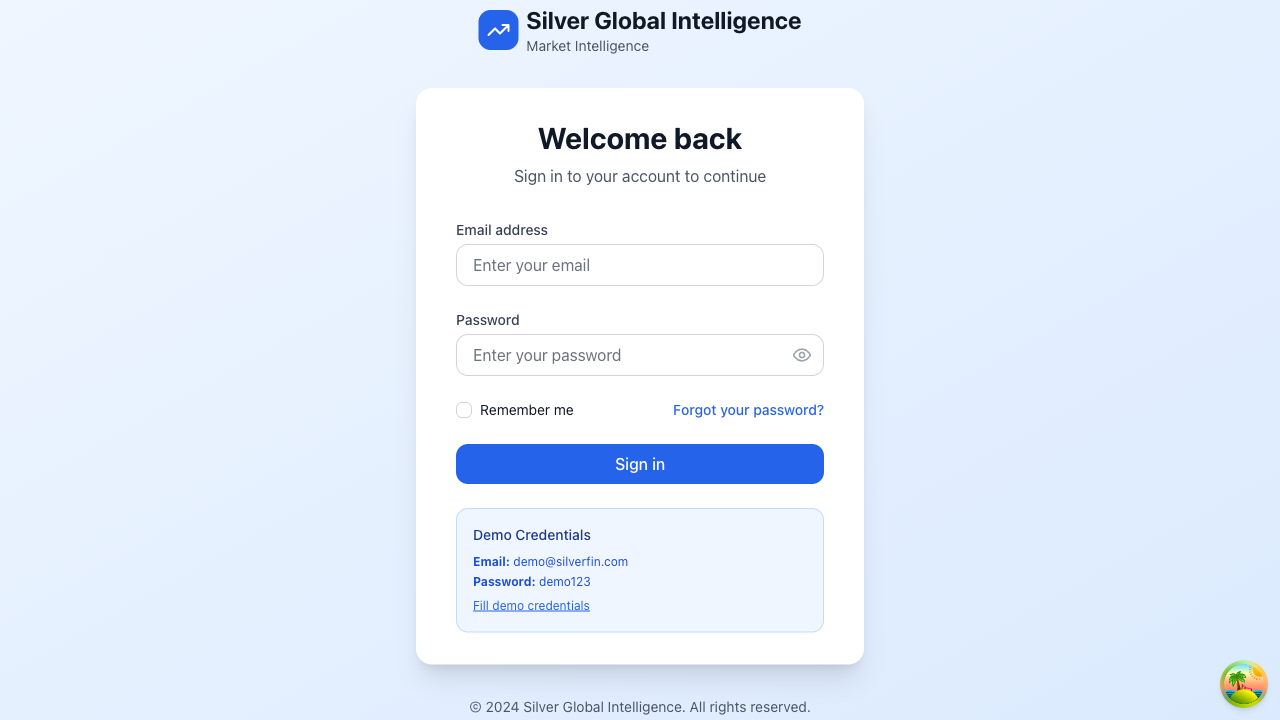 Silver Global Intelligence
Market Intelligence
Welcome back
Sign in to your account to continue
Email address
Enter your email
Password
Enter your password
Remember me
Forgot your password?
Sign in
Demo Credentials
Email: demo@silverfin.com
Password: demo123
Fill demo credentials
© 2024 Silver Global Intelligence. All rights reserved.